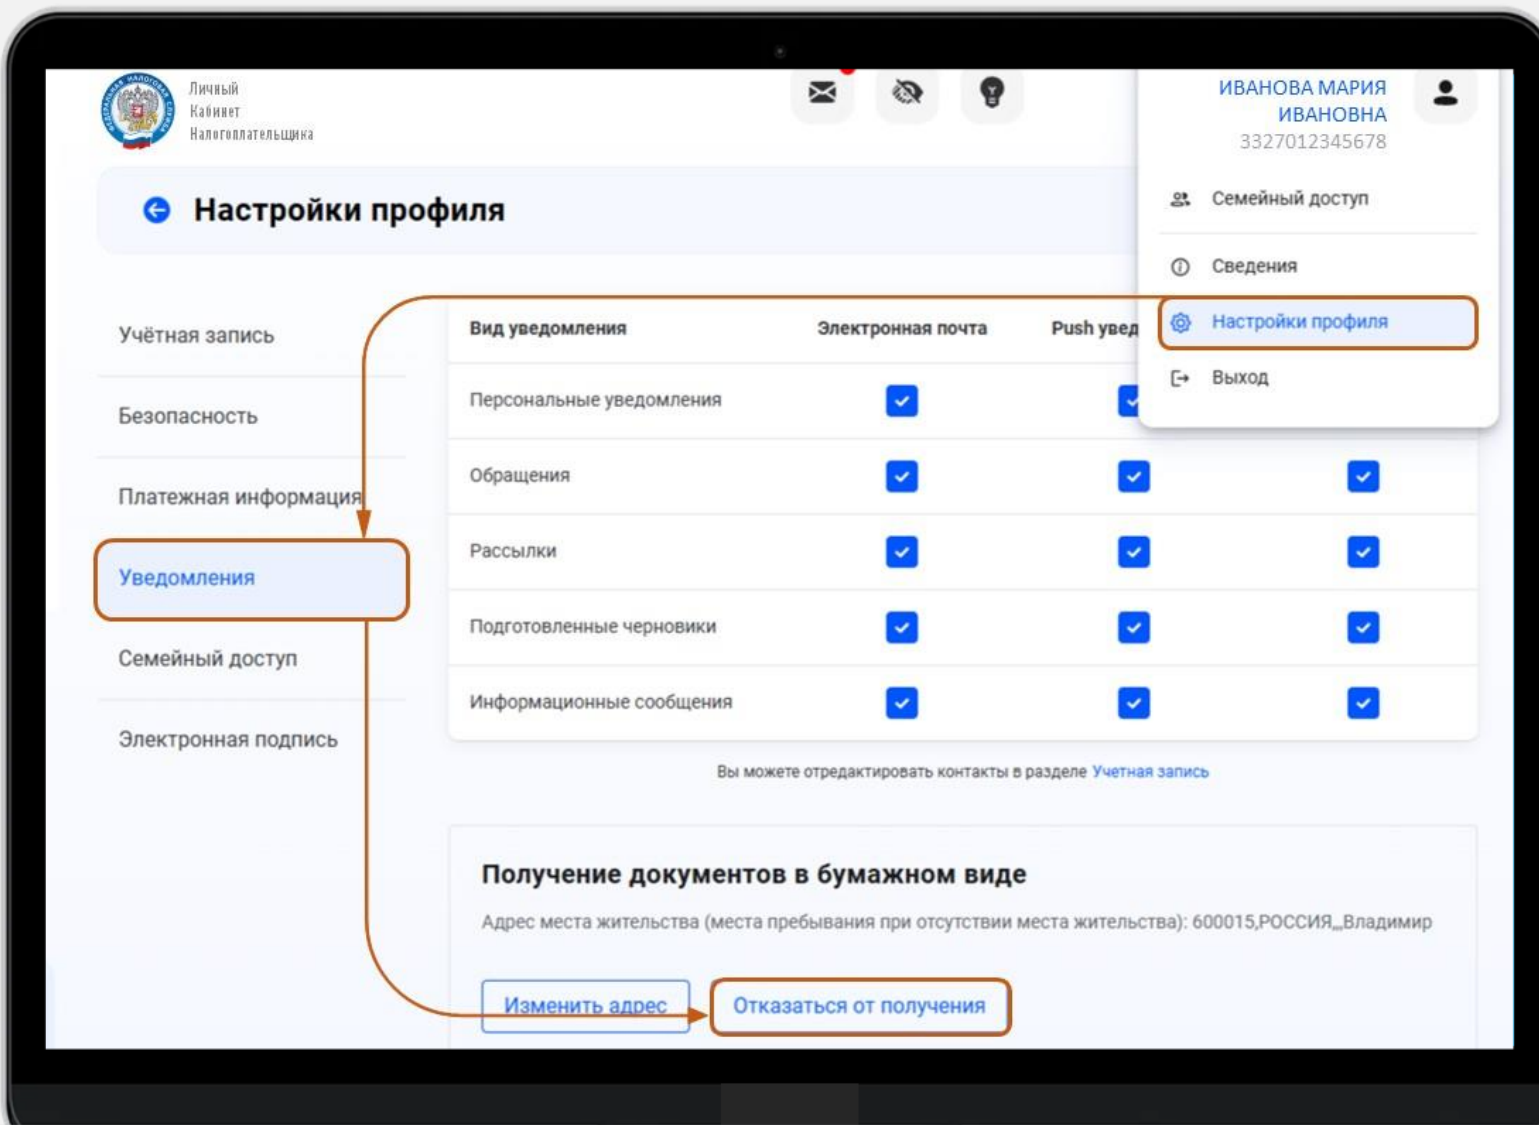 Личный
Кабинет
Налогоплательщика
ИВАНОВА МАРИЯ
ИВАНОВНА
3327012345678
Семейный доступ
Сведения
Настройки профиля
Выход
Настройки профиля
Учётная запись
Безопасность
Платежная информация
Уведомления
Семейный доступ
Электронная подпись
Вид уведомления Электронная почта Push увед
Персональные уведомления
Обращения
Рассылки
Подготовленные черновики
Информационные сообщения
Вы можете отредактировать контакты в разделе Учетная запись
Получение документов в бумажном виде
Адрес места жительства (места пребывания при отсутствии места жительства): 600015,РОССИЯ,,,Владимир
Изменить адрес Отказаться от получения